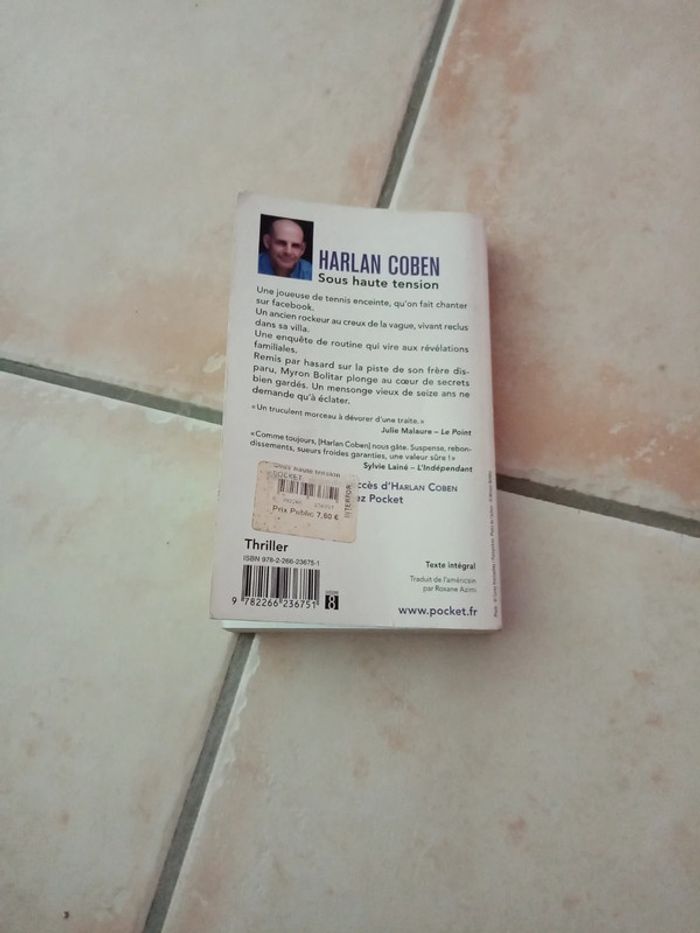 HARLAN COBEN
Sous haute tension
Une joueuse de tennis enceinte, qu'on fait chanter
sur facebook.
Un ancien rockeur au creux de la vague, vivant reclus
dans sa villa.
Une enquête de routine qui vire aux révélations
familiales.
Remis par hasard sur la piste de son frère dis-
paru, Myron Bolitar plonge au cœur de secrets
bien gardés. Un mensonge vieux de seize ans ne
demande qu'à éclater.
« Un truculent morceau à dévorer d'une traite. »
Julie Malaure – Le Point
« Comme toujours, [Harlan Coben] nous gâte. Suspense, rebon-
dissements, sueurs froides garanties, une valeur sûre ! »
Sylvie Lainé – L'Indépendant
ccès d'HARLAN COBEN
ez Pocket
Sous haute tension
POCKET
INTERFORUM
Prix Public 7,60 €
Thriller
ISBN 978-2-266-23675-1
9 782266 236751
8
Texte intégral
Traduit de l'américain
par Roxane Azimi
www.pocket.fr